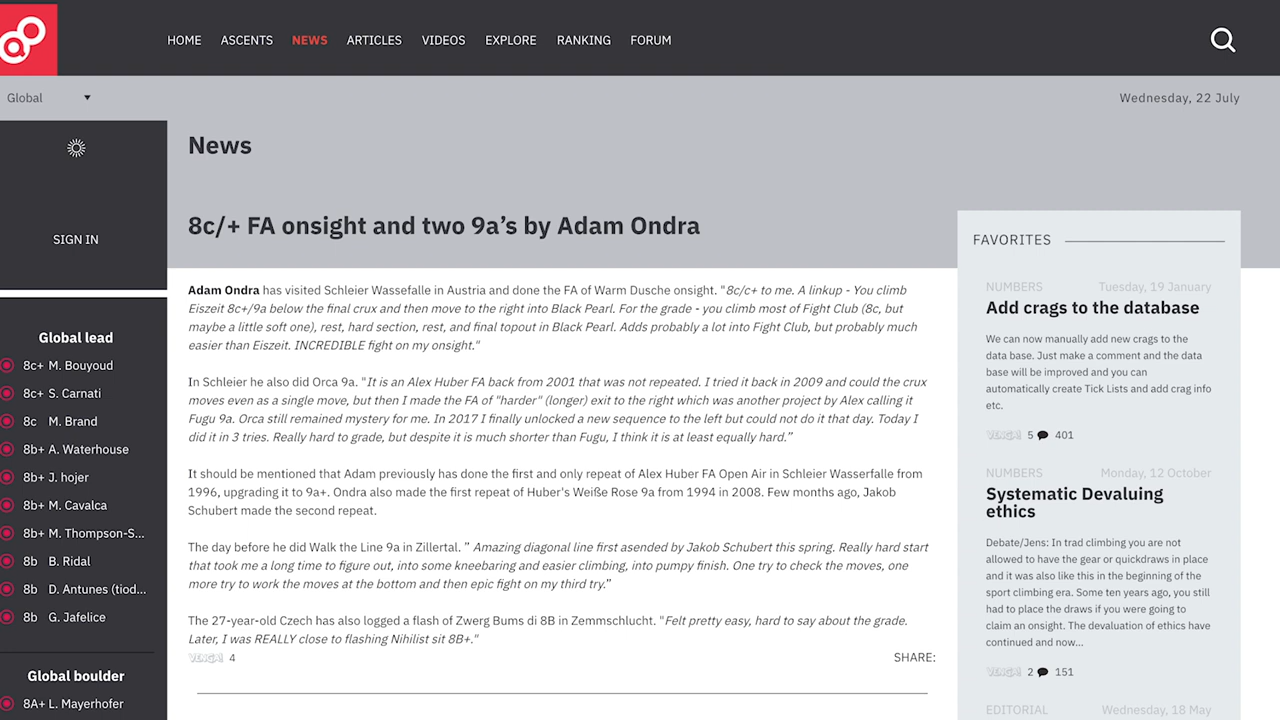 HOME ASCENTS NEWS ARTICLES VIDEOS EXPLORE RANKING FORUM
Global
Wednesday, 22 July
SIGN IN
Global lead
8c+ M. Bouyoud
8c+ S. Carnati
8c M. Brand
8b+ A. Waterhouse
8b+ J. hojer
8b+ M. Cavalca
8b+ M. Thompson-S...
8b B. Ridal
8b D. Antunes (tiod...
8b G. Jafelice
Global boulder
8A+ L. Mayerhofer
News
8c/+ FA onsight and two 9a’s by Adam Ondra
Adam Ondra has visited Schleier Wassefalle in Austria and done the FA of Warm Dusche onsight. "8c/c+ to me. A linkup - You climb
Eiszeit 8c+/9a below the final crux and then move to the right into Black Pearl. For the grade - you climb most of Fight Club (8c, but
maybe a little soft one), rest, hard section, rest, and final topout in Black Pearl. Adds probably a lot into Fight Club, but probably much
easier than Eiszeit. INCREDIBLE fight on my onsight."
In Schleier he also did Orca 9a. "It is an Alex Huber FA back from 2001 that was not repeated. I tried it back in 2009 and could the crux
moves even as a single move, but then I made the FA of "harder" (longer) exit to the right which was another project by Alex calling it
Fugu 9a. Orca still remained mystery for me. In 2017 I finally unlocked a new sequence to the left but could not do it that day. Today I
did it in 3 tries. Really hard to grade, but despite it is much shorter than Fugu, I think it is at least equally hard.”
It should be mentioned that Adam previously has done the first and only repeat of Alex Huber FA Open Air in Schleier Wasserfalle from
1996, upgrading it to 9a+. Ondra also made the first repeat of Huber's Weiße Rose 9a from 1994 in 2008. Few months ago, Jakob
Schubert made the second repeat.
The day before he did Walk the Line 9a in Zillertal. ” Amazing diagonal line first asended by Jakob Schubert this spring. Really hard start
that took me a long time to figure out, into some kneebaring and easier climbing, into pumpy finish. One try to check the moves, one
more try to work the moves at the bottom and then epic fight on my third try.”
The 27-year-old Czech has also logged a flash of Zwerg Bums di 8B in Zemmschlucht. "Felt pretty easy, hard to say about the grade.
Later, I was REALLY close to flashing Nihilist sit 8B+."
VENGA! 4
SHARE:
FAVORITES
NUMBERS Tuesday, 19 January
Add crags to the database
We can now manually add new crags to the
data base. Just make a comment and the data
base will be improved and you can
automatically create Tick Lists and add crag info
etc.
VENGA! 5 401
NUMBERS Monday, 12 October
Systematic Devaluing
ethics
Debate/Jens: In trad climbing you are not
allowed to have the gear or quickdraws in place
and it was also like this in the beginning of the
sport climbing era. Some ten years ago, you still
had to place the draws if you were going to
claim an onsight. The devaluation of ethics have
continued and now...
VENGA! 2 151
EDITORIAL Wednesday, 18 May